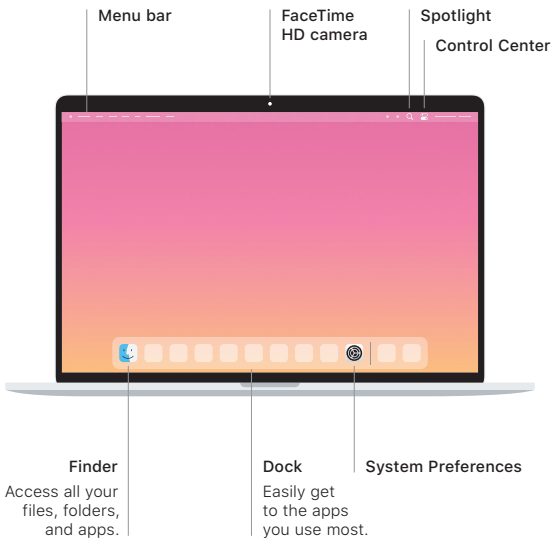 Menu bar
FaceTime
HD camera
Spotlight
Control Center
Finder
Access all your
files, folders,
and apps.
Dock
Easily get
to the apps
you use most.
System Preferences